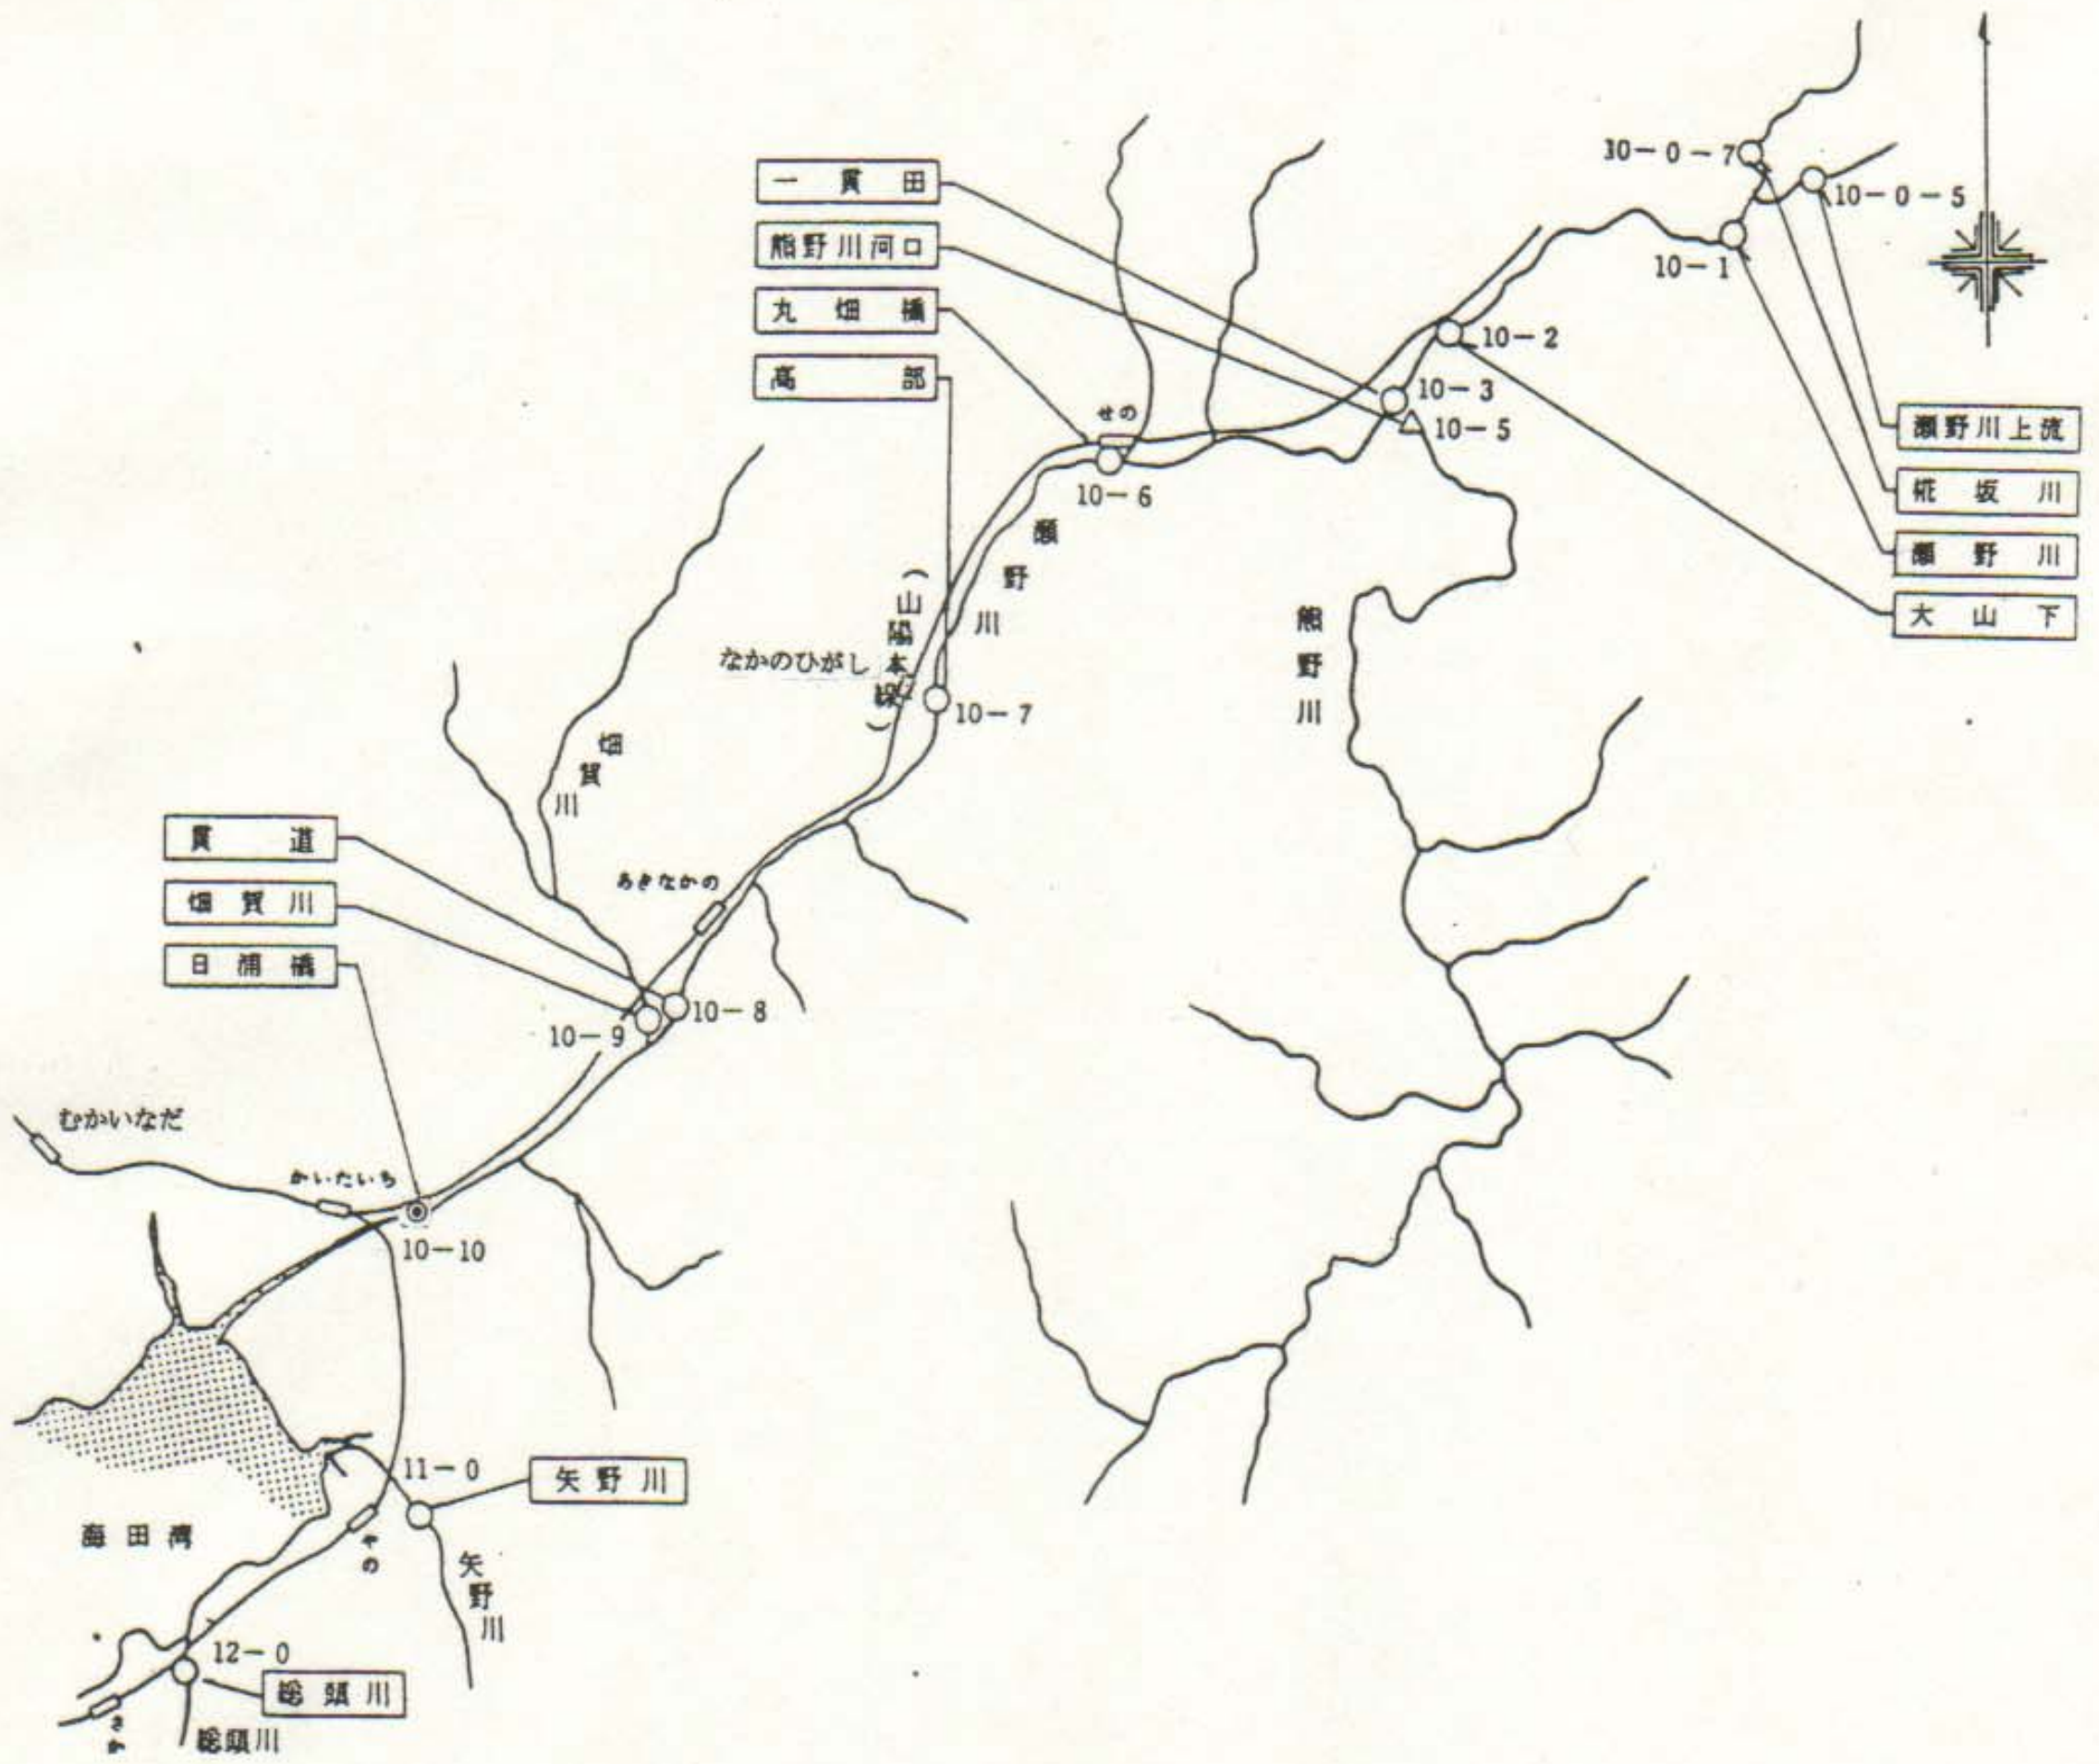 一貫田
熊野川河口
丸畑橋
高部
10-0-7
10-0-5
10-1
10-2
10-3
10-5
せの
10-6
瀬野川上流
椛坂川
瀬野川
大山下
瀬野川
(山陽本線)
なかのひがし
10-7
熊野川
畑賀川
貫道
畑賀川
日浦橋
あきなかの
10-8
10-9
むかいなだ
かいたいち
10-10
11-0
矢野川
海田湾
やの
矢野川
12-0
総頭川
総頭川
さか